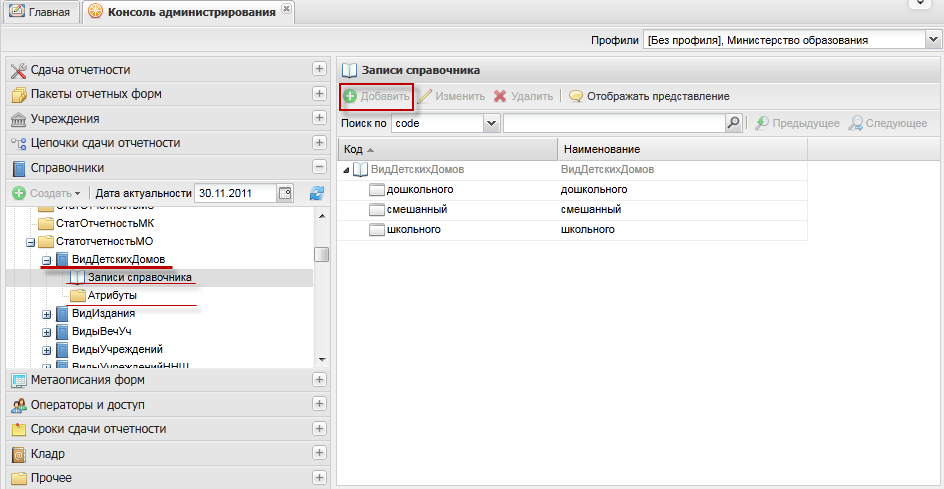 Главная
Консоль администрирования
Профили
[Без профиля], Министерство образования
Сдача отчетности
Пакеты отчетных форм
Учреждения
Цепочки сдачи отчетности
Справочники
Создать
Дата актуальности
30.11.2011
СтатОтчетностьМК
СтатотчетностьМО
ВидДетскихДомов
Записи справочника
Атрибуты
ВидИздания
ВидыВечУч
ВидыУчреждений
ВидыУчрежденийННШ
Метаописания форм
Операторы и доступ
Сроки сдачи отчетности
Кладр
Прочее
Записи справочника
Добавить
Изменить
Удалить
Отображать представление
Поиск по
code
Предыдущее
Следующее
Код
Наименование
ВидДетскихДомов
ВидДетскихДомов
дошкольного
дошкольного
смешанный
смешанный
школьного
школьного